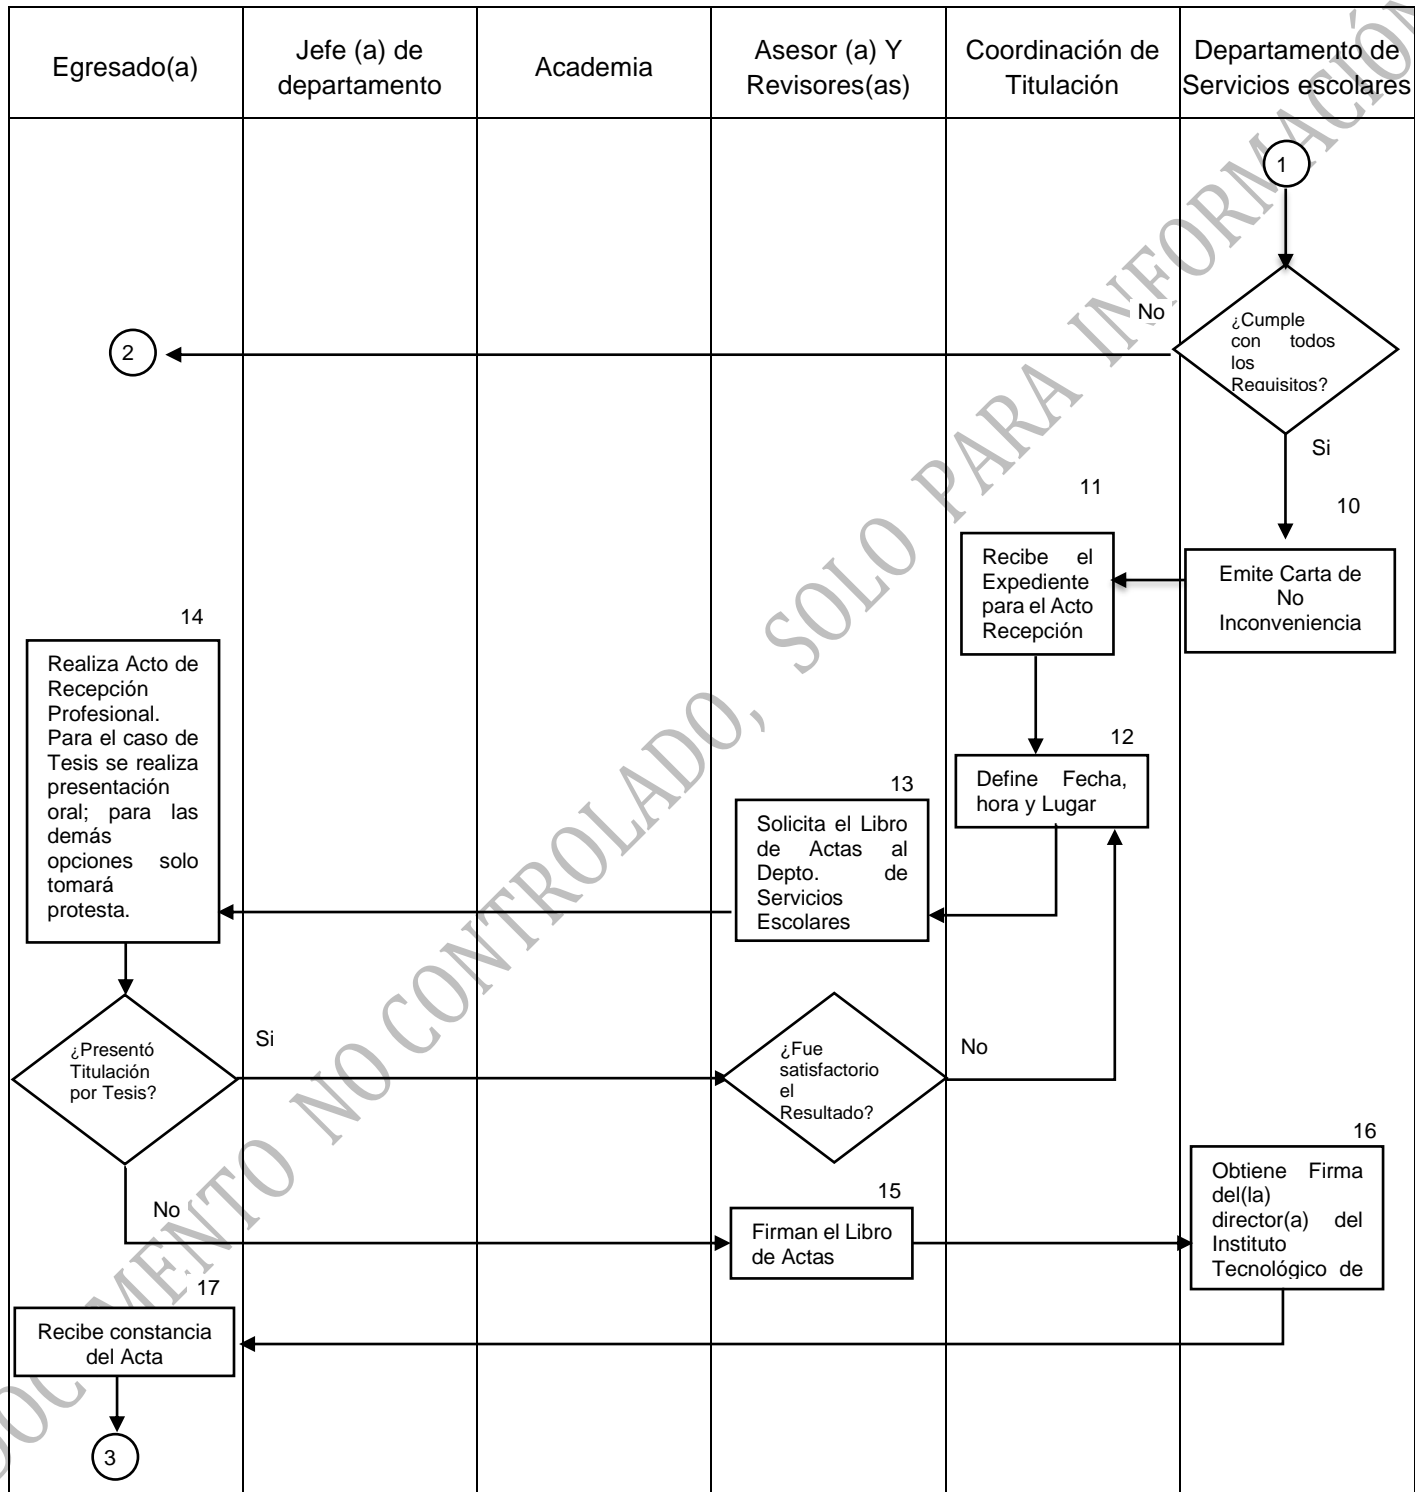 Egresado(a)
Jefe (a) de
departamento
Academia
Asesor (a) Y
Revisores(as)
Coordinación de
Titulación
Departamento de
Servicios escolares
1
No
¿Cumple
con todos
los
Requisitos?
2
Si
10
Emite Carta de
No
Inconveniencia
11
Recibe el
Expediente
para el Acto
Recepción
12
Define Fecha,
hora y Lugar
13
Solicita el Libro
de Actas al
Depto. de
Servicios
Escolares
14
Realiza Acto de
Recepción
Profesional.
Para el caso de
Tesis se realiza
presentación
oral; para las
demás
opciones solo
tomará
protesta.
¿Presentó
Titulación
por Tesis?
Si
¿Fue
satisfactorio
el
Resultado?
No
No
15
Firman el Libro
de Actas
16
Obtiene Firma
del(la)
director(a) del
Instituto
Tecnológico de
17
Recibe constancia
del Acta
3
DOCUMENTO NO CONTROLADO, SOLO PARA INFORMACIÓN